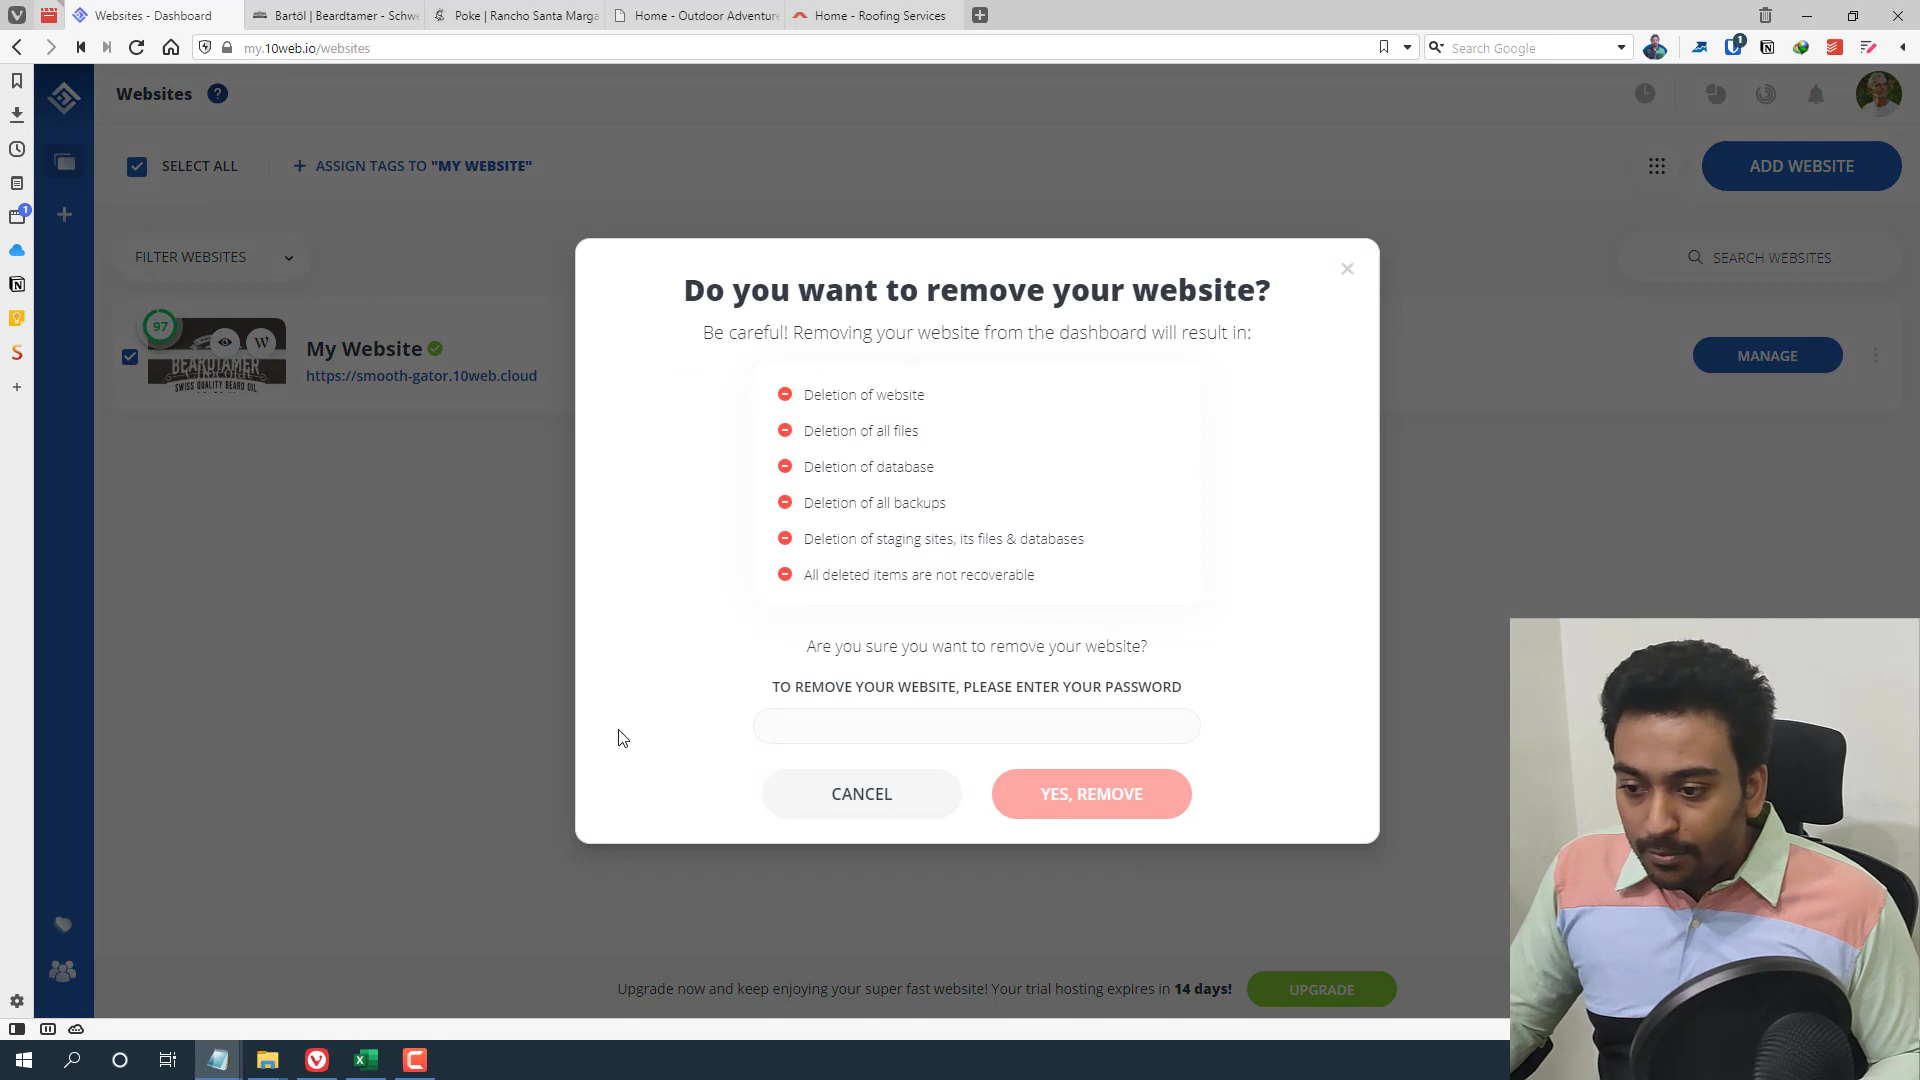 Websites - Dashboard
Bartöl | Beardtamer - Schwe
Poke | Rancho Santa Marga
Home - Outdoor Adventure
Home - Roofing Services
my.10web.io/websites
Search Google
1
1
Websites
?
SELECT ALL
+ ASSIGN TAGS TO "MY WEBSITE"
ADD WEBSITE
FILTER WEBSITES
SEARCH WEBSITES
97
My Website
https://smooth-gator.10web.cloud
BEARDTAMER
SWISS QUALITY BEARD OIL
MANAGE
Do you want to remove your website?
Be careful! Removing your website from the dashboard will result in:
Deletion of website
Deletion of all files
Deletion of database
Deletion of all backups
Deletion of staging sites, its files & databases
All deleted items are not recoverable
Are you sure you want to remove your website?
TO REMOVE YOUR WEBSITE, PLEASE ENTER YOUR PASSWORD
CANCEL
YES, REMOVE
Upgrade now and keep enjoying your super fast website! Your trial hosting expires in 14 days!
UPGRADE